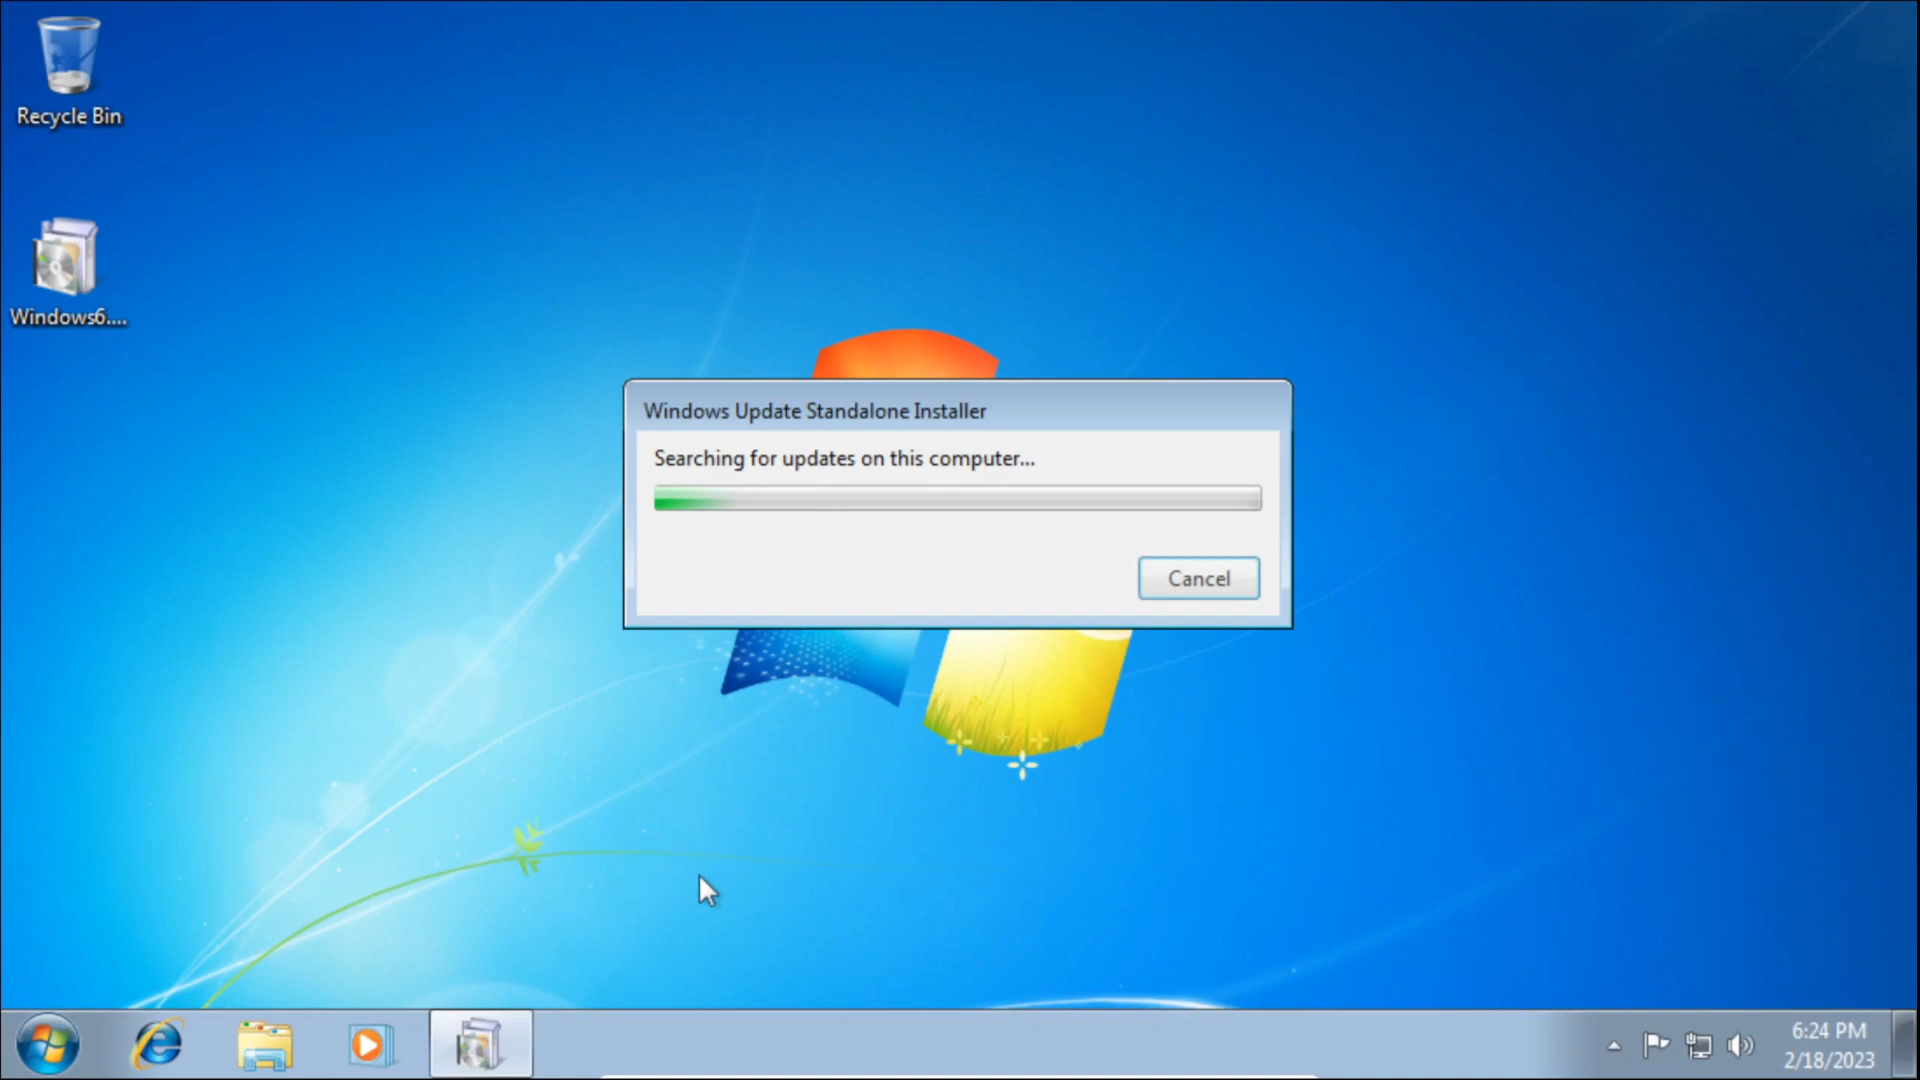 Recycle Bin
Windows6....
Windows Update Standalone Installer
Searching for updates on this computer...
Cancel
6:24 PM
2/18/2023